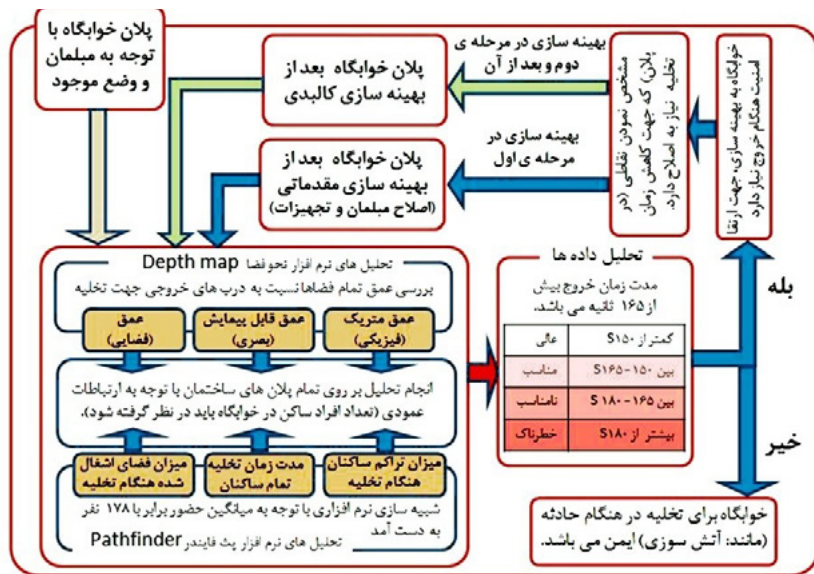 پلان خوابگاه با
توجه به مبلمان
و وضع موجود
پلان خوابگاه بعد از
بهینه سازی کالبدی
بهینه سازی در مرحله ی
دوم و بعد از آن
پلان خوابگاه بعد از
بهینه سازی مقدماتی
(اصلاح مبلمان و تجهیزات)
بهینه سازی در
مرحله ی اول
مشخص نمودن نقاطی (در
پلان) که جهت کاهش زمان
تخلیه نیاز به اصلاح دارد.
خوابگاه به بهینه سازی، جهت ارتقا
امنیت هنگام خروج نیاز دارد
تحلیل های نرم افزار نحو فضا Depth map
بررسی عمق تمام فضاها نسبت به درب های خروجی جهت تخلیه
عمق متریک
(فیزیکی)
عمق قابل پیمایش
(بصری)
عمق
(فضایی)
انجام تحلیل بر روی تمام پلان های ساختمان با توجه به ارتباطات
عمودی (تعداد افراد ساکن در خوابگاه باید در نظر گرفته شود).
میزان تراکم ساکنان
هنگام تخلیه
مدت زمان تخلیه
تمام ساکنان
میزان فضای اشغال
شده هنگام تخلیه
شبیه سازی نرم افزاری با توجه به میانگین حضور برابر با ۱۷۸ نفر
به دست آمد
تحلیل های نرم افزار پث فایندر Pathfinder
تحلیل داده ها
مدت زمان خروج بیش
از ۱۶۵ ثانیه می باشد.
کمتر از S۱۵۰ عالی
بین ۱۵۰-S۱۶۵ مناسب
بین ۱۶۵-S۱۸۰ نامناسب
بیشتر از S۱۸۰ خطرناک
بله
خیر
خوابگاه برای تخلیه در هنگام حادثه
(مانند: آتش سوزی) ایمن می باشد.